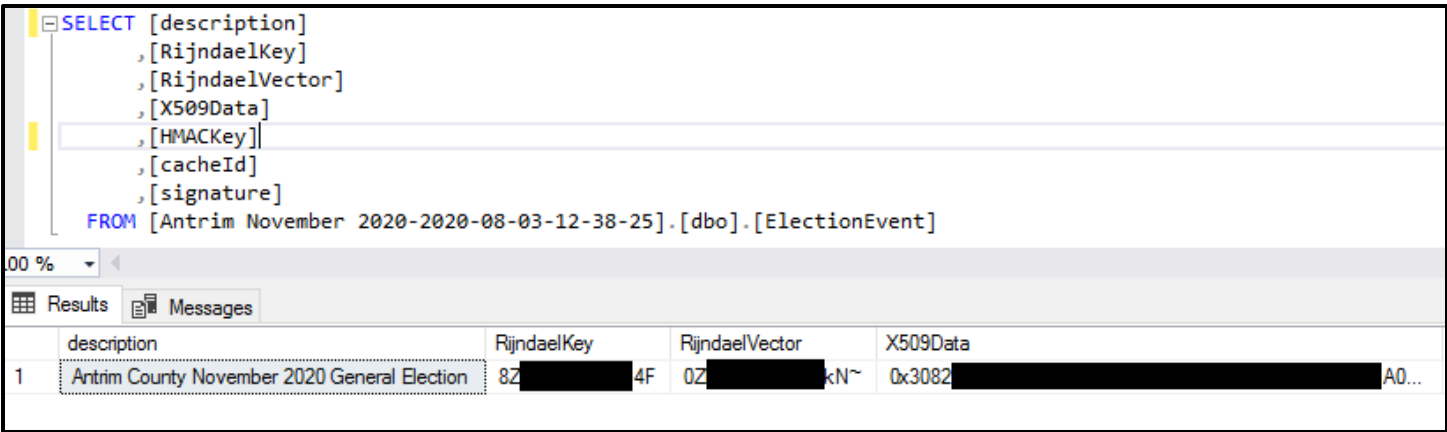 SELECT [description]
,[RijndaelKey]
,[RijndaelVector]
,[X509Data]
,[HMACKey]
,[cacheId]
,[signature]
FROM [Antrim November 2020-2020-08-03-12-38-25].[dbo].[ElectionEvent]
.00 %
Results Messages
description RijndaelKey RijndaelVector X509Data
1 Antrim County November 2020 General Election 8Z 4F 0Z kN~ 0x3082 A0...